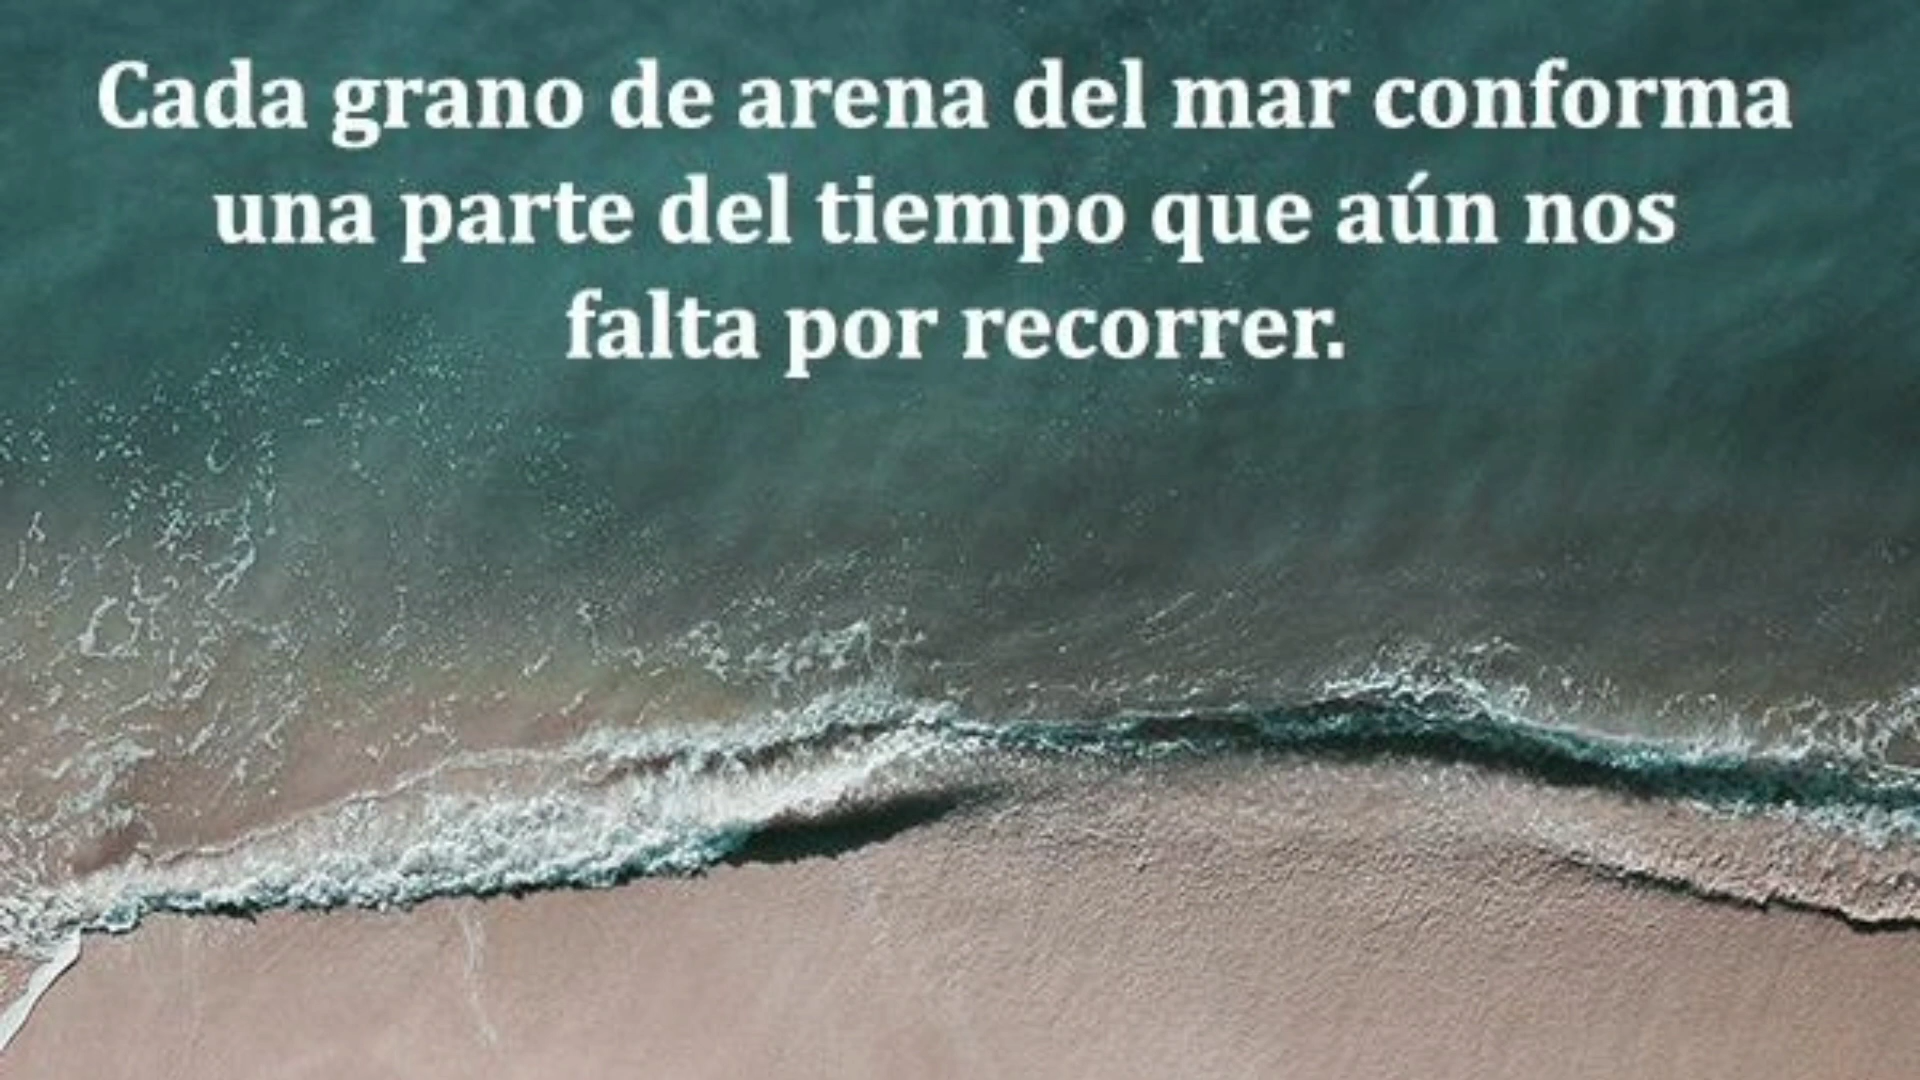 Cada grano de arena del mar conforma
una parte del tiempo que aún nos
falta por recorrer.